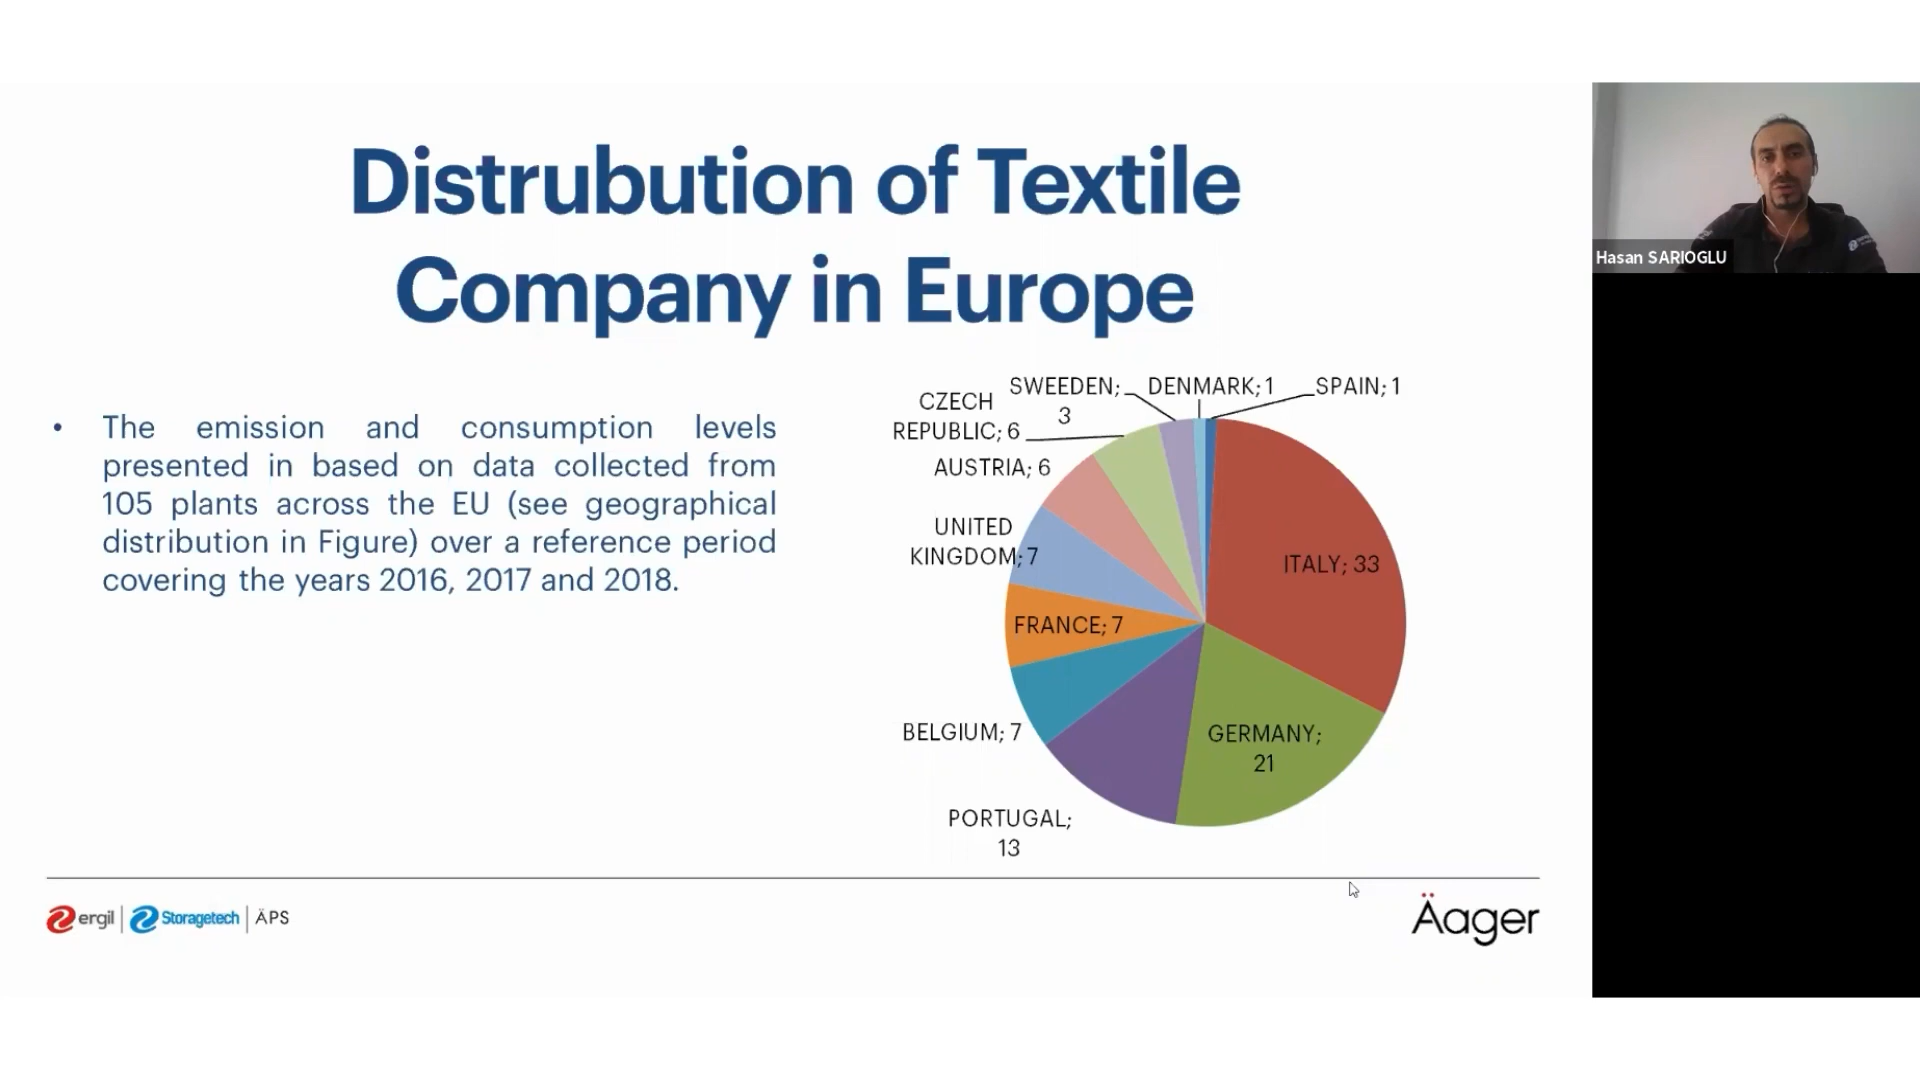 Distrubution of Textile
Company in Europe
• The emission and consumption levels
presented in based on data collected from
105 plants across the EU (see geographical
distribution in Figure) over a reference period
covering the years 2016, 2017 and 2018.
SWEEDEN;
3
DENMARK; 1
SPAIN; 1
CZECH
REPUBLIC; 6
AUSTRIA; 6
UNITED
KINGDOM; 7
FRANCE; 7
BELGIUM; 7
PORTUGAL;
13
GERMANY;
21
ITALY; 33
ergil | Storagetech | ÄPS
Äager
Hasan SARIOGLU